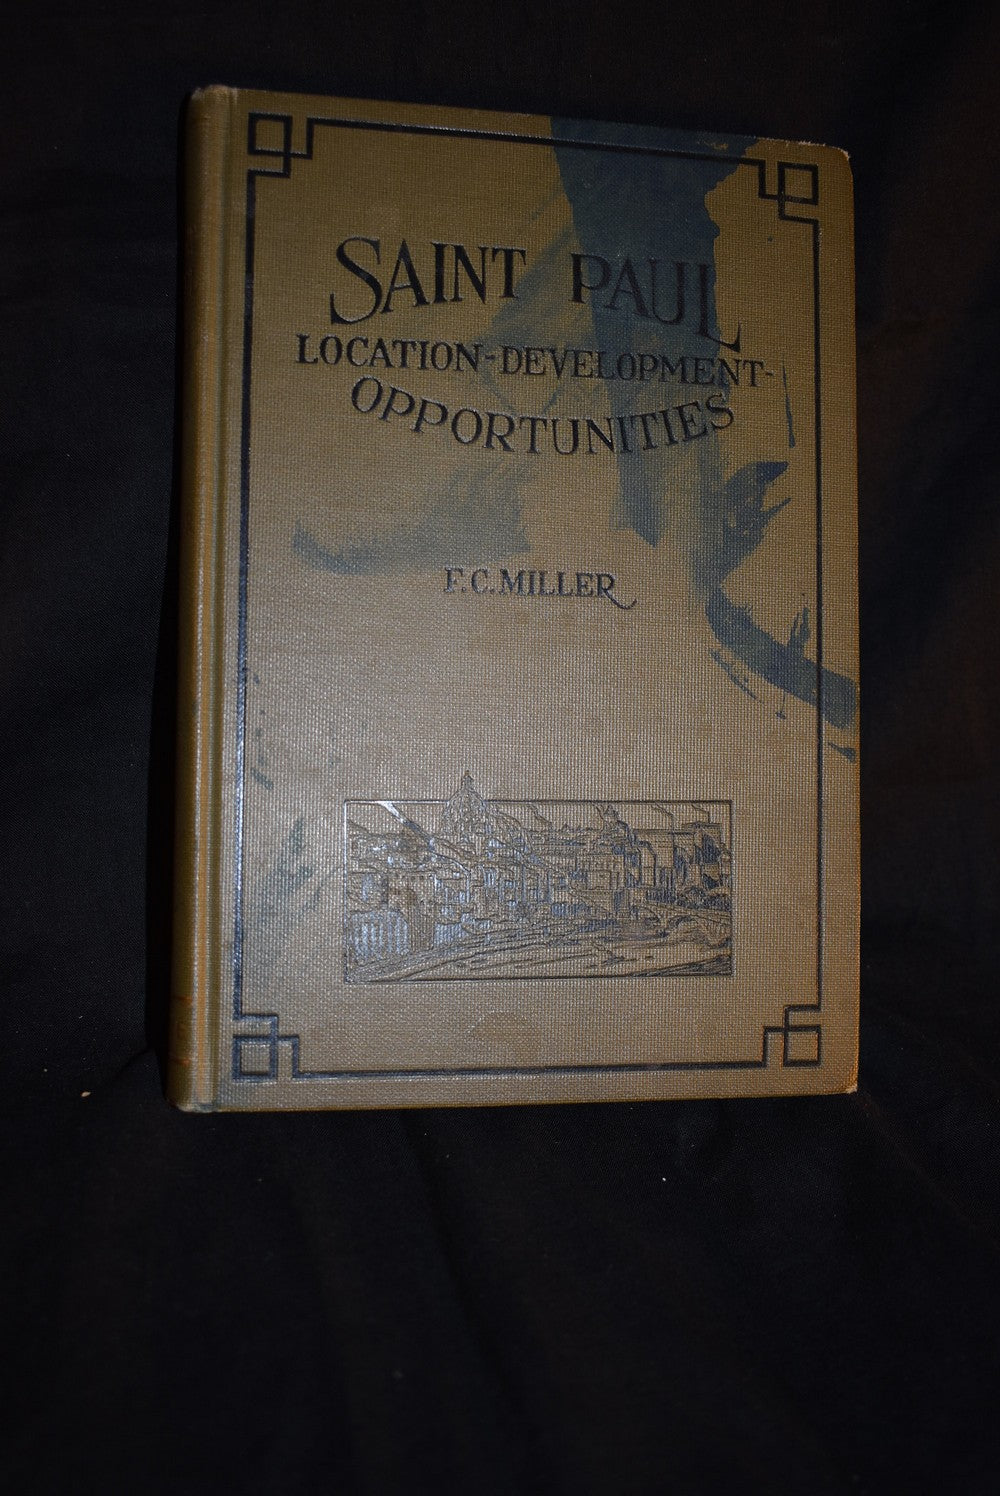 SAINT PAUL
LOCATION-DEVELOPMENT-
OPPORTUNITIES
F.C. MILLER